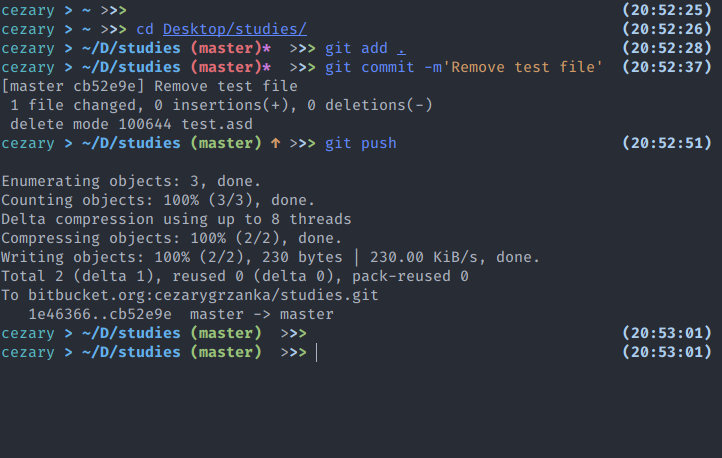 cezary > ~ >>> (20:52:25)
cezary > ~ >>> cd Desktop/studies/ (20:52:26)
cezary > ~/D/studies (master)* >>> git add . (20:52:28)
cezary > ~/D/studies (master)* >>> git commit -m'Remove test file' (20:52:37)
[master cb52e9e] Remove test file
 1 file changed, 0 insertions(+), 0 deletions(-)
 delete mode 100644 test.asd
cezary > ~/D/studies (master) ↑ >>> git push (20:52:51)
Enumerating objects: 3, done.
Counting objects: 100% (3/3), done.
Delta compression using up to 8 threads
Compressing objects: 100% (2/2), done.
Writing objects: 100% (2/2), 230 bytes | 230.00 KiB/s, done.
Total 2 (delta 1), reused 0 (delta 0), pack-reused 0
To bitbucket.org:cezarygrzanka/studies.git
   1e46366..cb52e9e  master -> master
cezary > ~/D/studies (master) >>> (20:53:01)
cezary > ~/D/studies (master) >>> (20:53:01)